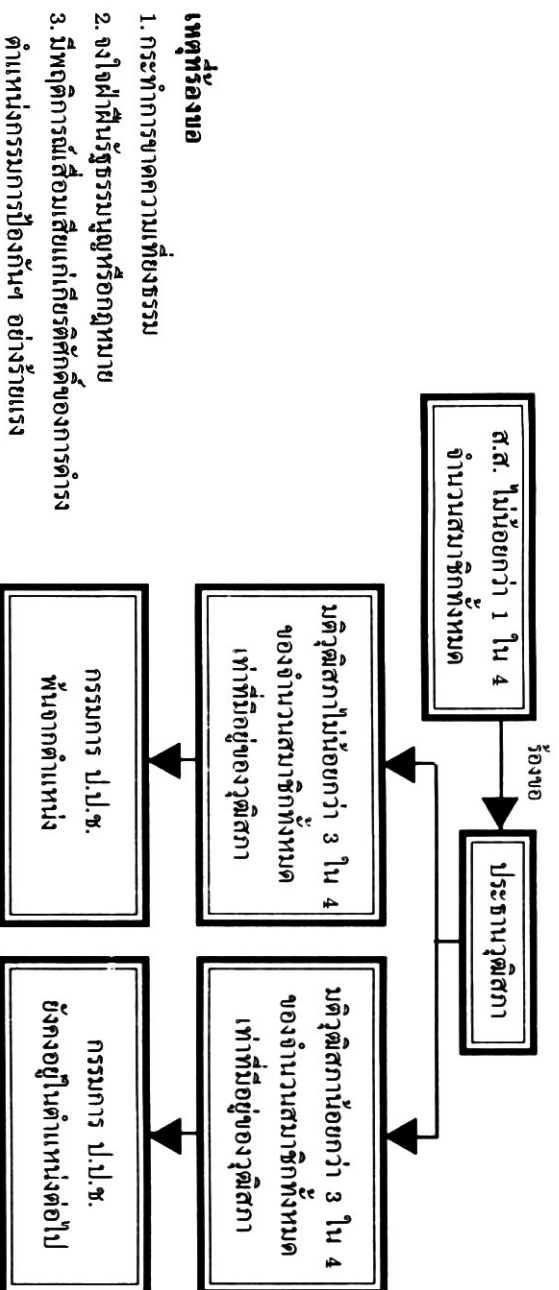 ส.ส. ไม่น้อยกว่า 1 ใน 4
จำนวนสมาชิกทั้งหมด
ร้องขอ
ประธานวุฒิสภา
มติวุฒิสภาไม่น้อยกว่า 3 ใน 4
ของจำนวนสมาชิกทั้งหมด
เท่าที่มีอยู่ของวุฒิสภา
มติวุฒิสภาน้อยกว่า 3 ใน 4
ของจำนวนสมาชิกทั้งหมด
เท่าที่มีอยู่ของวุฒิสภา
กรรมการ ป.ป.ช.
พ้นจากตำแหน่ง
กรรมการ ป.ป.ช.
ยังคงอยู่ในตำแหน่งต่อไป
เหตุที่ร้องขอ
1. กระทำการขาดความเที่ยงธรรม
2. จงใจฝ่าฝืนรัฐธรรมนูญหรือกฎหมาย
3. มีพฤติการณ์เสื่อมเสียแก่เกียรติศักดิ์ของการดำรง
ตำแหน่งกรรมการป้องกันฯ อย่างร้ายแรง